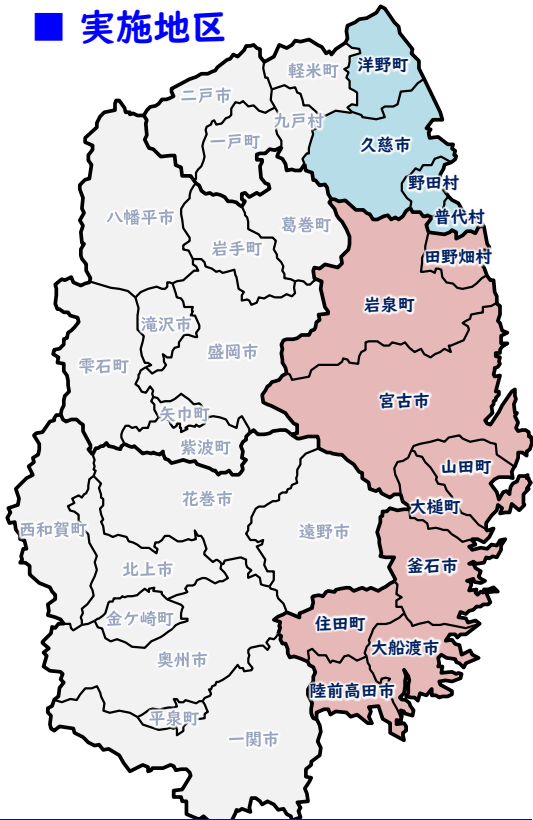 ■ 実施地区
洋野町
軽米町
二戸市
九戸村
一戸町
久慈市
野田村
普代村
八幡平市
葛巻町
岩手町
田野畑村
岩泉町
滝沢市
盛岡市
雫石町
宮古市
矢巾町
紫波町
山田町
花巻市
大槌町
西和賀町
遠野市
釜石市
北上市
金ケ崎町
住田町
大船渡市
奥州市
陸前高田市
平泉町
一関市